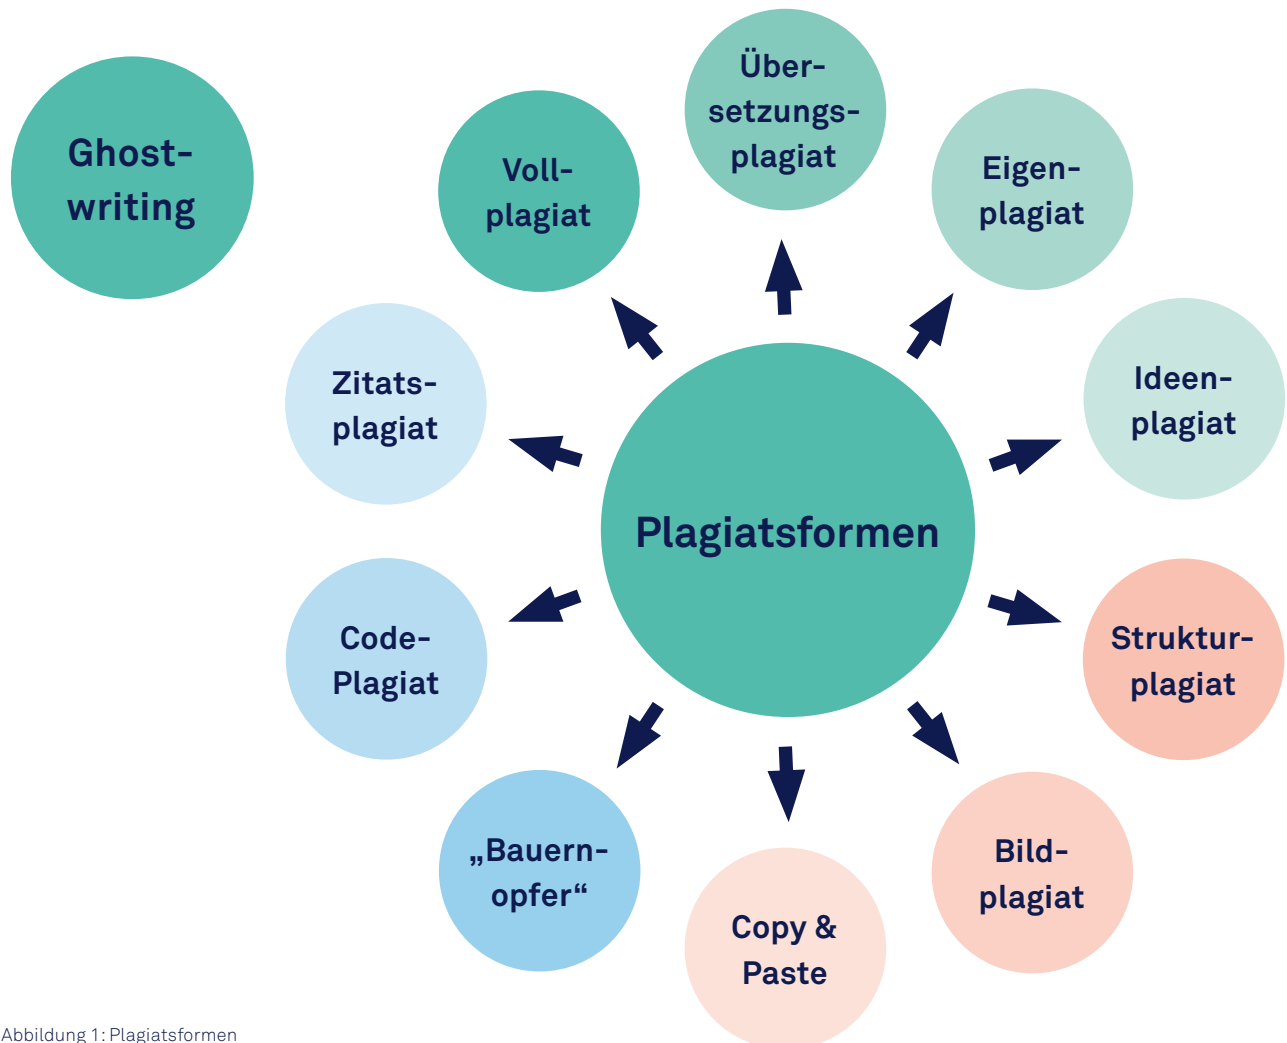 Ghost-
writing
Voll-
plagiat
Über-
setzungs-
plagiat
Eigen-
plagiat
Ideen-
plagiat
Struktur-
plagiat
Bild-
plagiat
Copy &
Paste
„Bauern-
opfer“
Code-
Plagiat
Zitats-
plagiat
Plagiatsformen
Abbildung 1: Plagiatsformen